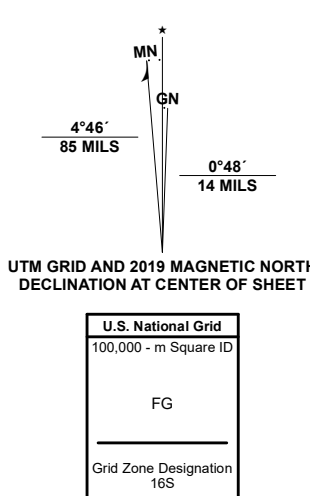 ★
MN
GN
4°46´
85 MILS
0°48´
14 MILS
UTM GRID AND 2019 MAGNETIC NORTH
DECLINATION AT CENTER OF SHEET
U.S. National Grid
100,000 - m Square ID
FG
Grid Zone Designation
16S